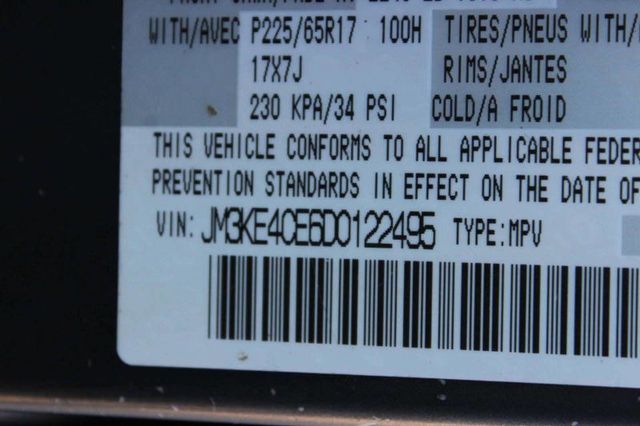 WITH/AVEC P225/65R17 100H TIRES/PNEUS WITH/
17X7J RIMS/JANTES
230 KPA/34 PSI COLD/A FROID
THIS VEHICLE CONFORMS TO ALL APPLICABLE FEDER
PREVENTION STANDARDS IN EFFECT ON THE DATE OF
VIN: JM3KE4CE6D0122495 TYPE:MPV